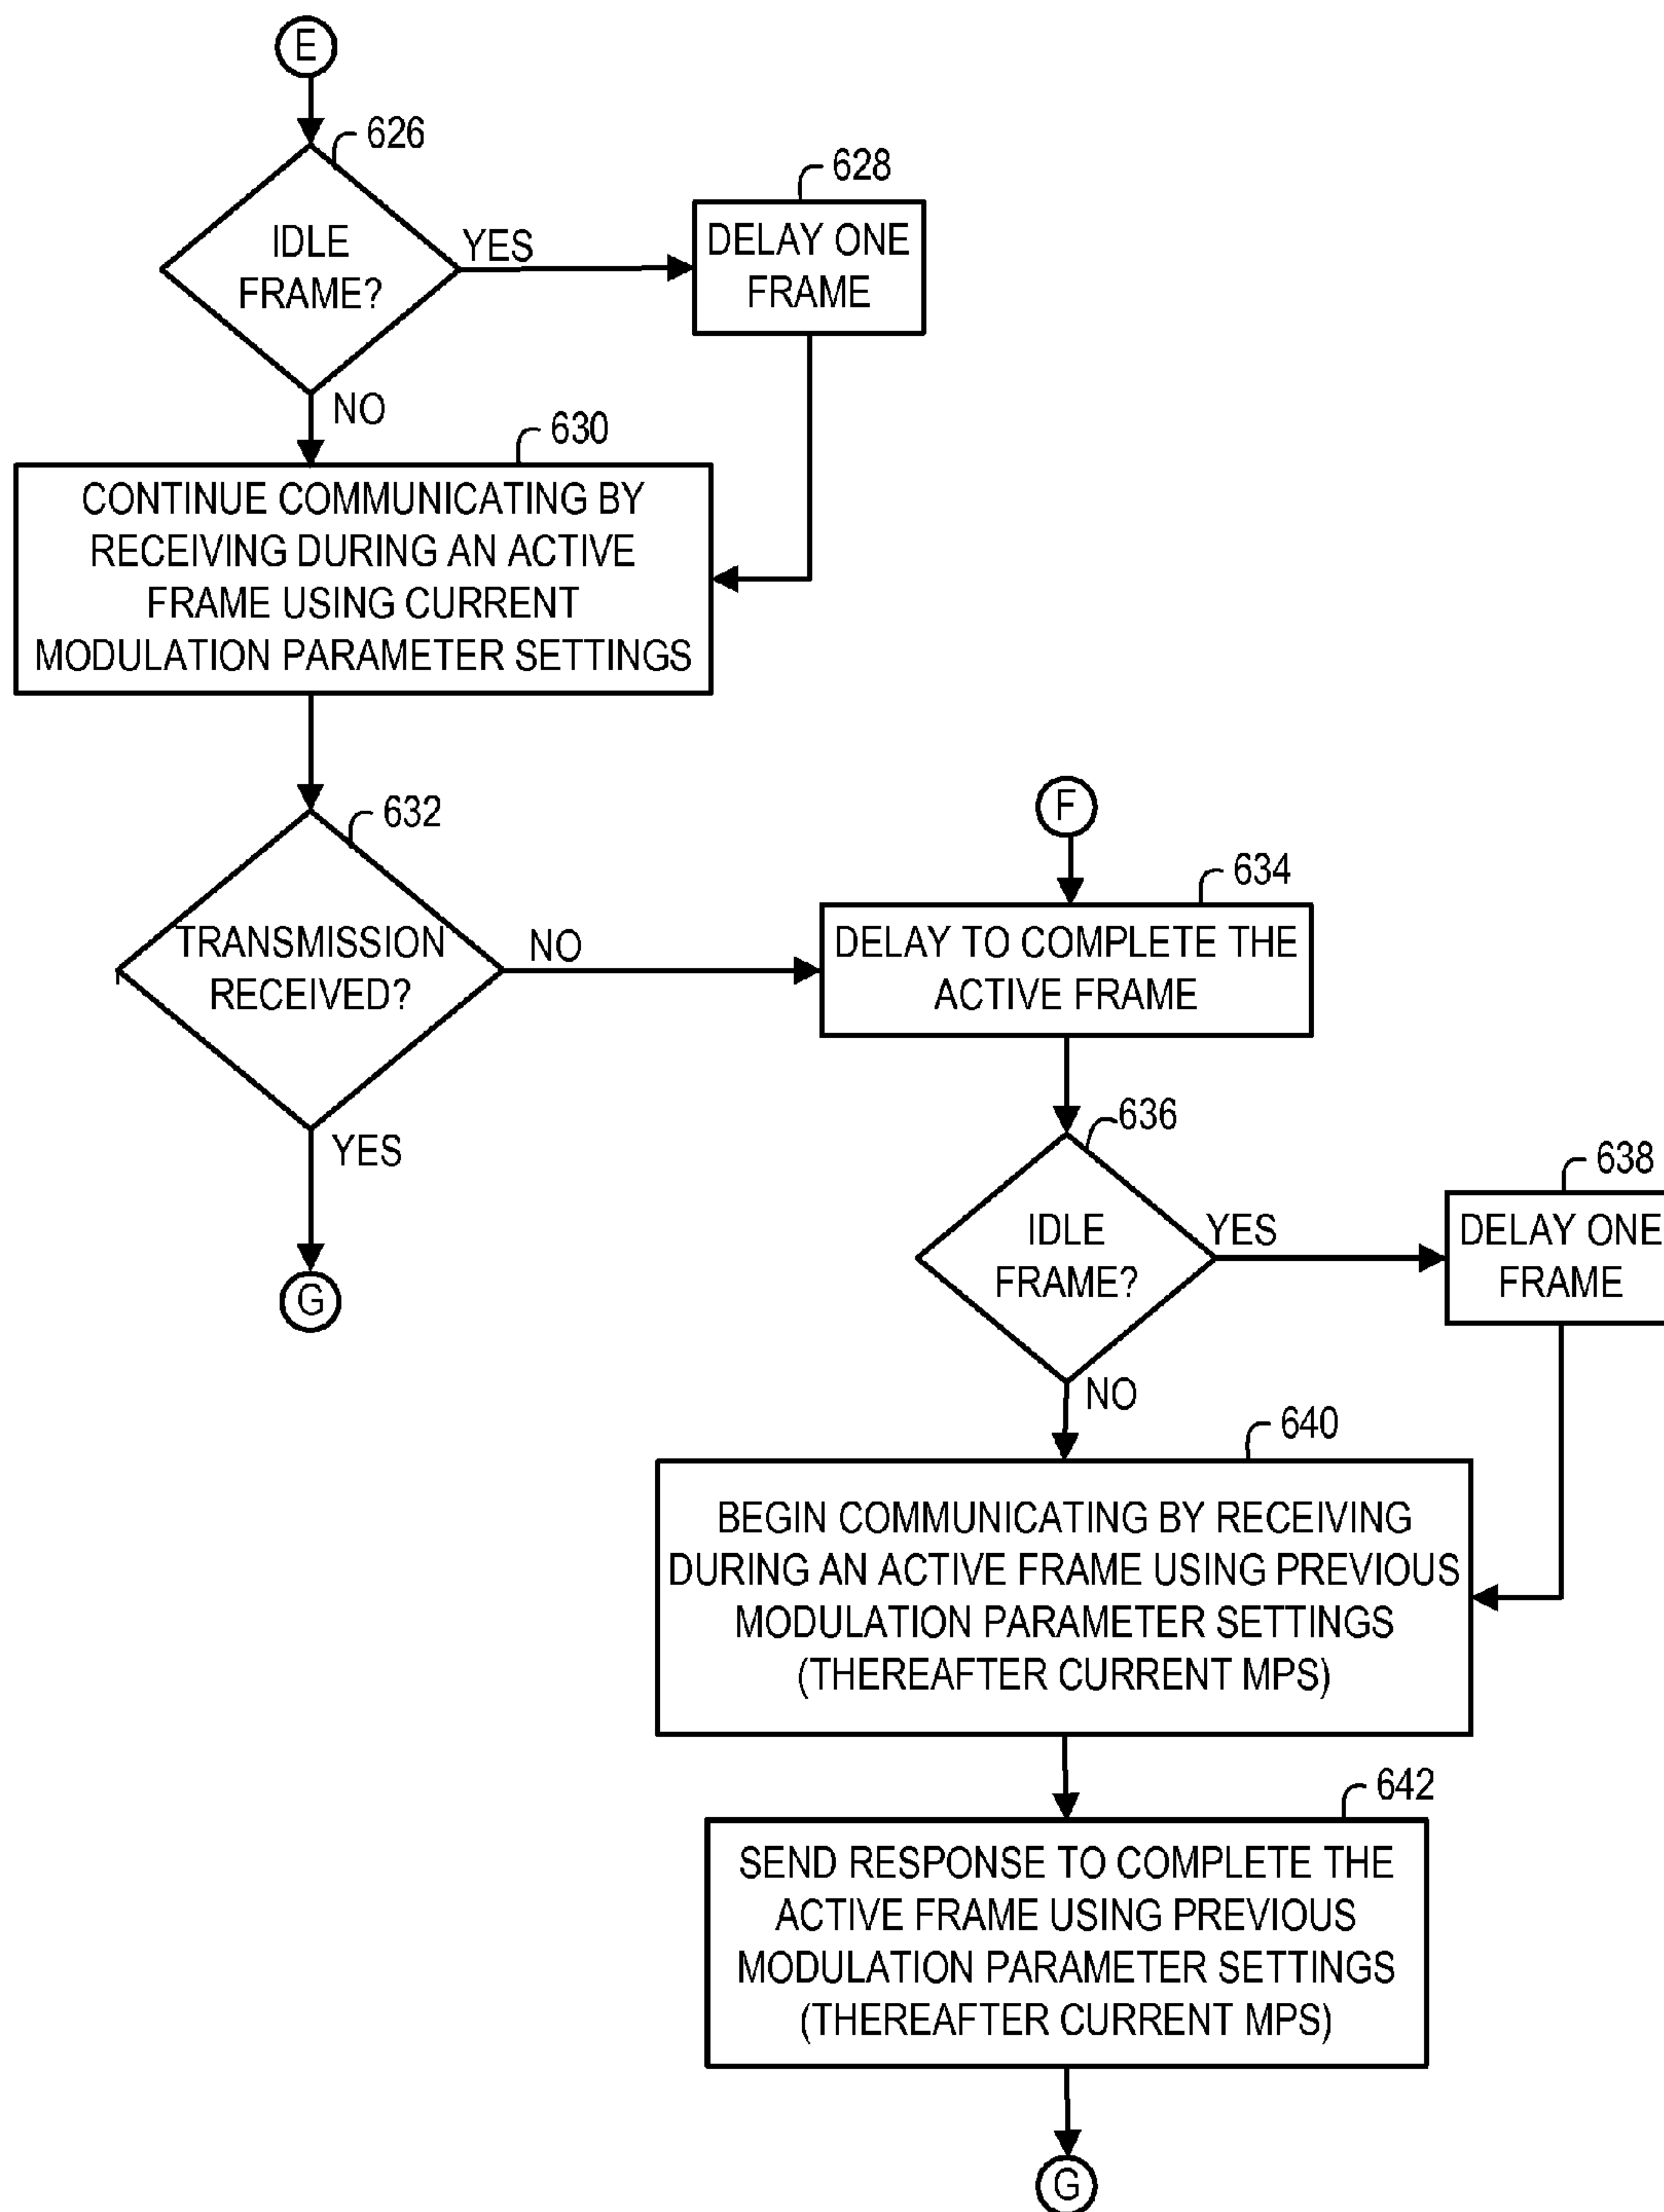 E
626
IDLE
FRAME?
YES
628
DELAY ONE
FRAME
NO
630
CONTINUE COMMUNICATING BY
RECEIVING DURING AN ACTIVE
FRAME USING CURRENT
MODULATION PARAMETER SETTINGS
632
TRANSMISSION
RECEIVED?
NO
YES
G
F
634
DELAY TO COMPLETE THE
ACTIVE FRAME
636
IDLE
FRAME?
YES
638
DELAY ONE
FRAME
NO
640
BEGIN COMMUNICATING BY RECEIVING
DURING AN ACTIVE FRAME USING PREVIOUS
MODULATION PARAMETER SETTINGS
(THEREAFTER CURRENT MPS)
642
SEND RESPONSE TO COMPLETE THE
ACTIVE FRAME USING PREVIOUS
MODULATION PARAMETER SETTINGS
(THEREAFTER CURRENT MPS)
G